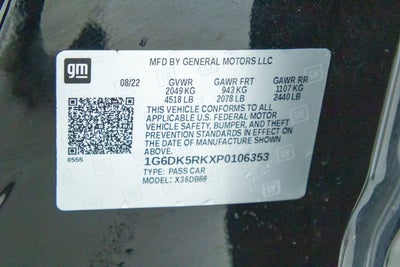 gm
MFD BY GENERAL MOTORS LLC
08/22 GVWR GAWR FRT GAWR RR
2049 KG 943 KG 1107 KG
4518 LB 2078 LB 2440 LB
THIS VEHICLE CONFORMS TO ALL
APPLICABLE U.S. FEDERAL MOTOR
VEHICLE SAFETY, BUMPER, AND THEFT
PREVENTION STANDARDS IN EFFECT ON
THE DATE OF MANUFACTURE SHOWN
ABOVE.
8555
1G6DK5RKXP0106353
TYPE: PASS CAR
MODEL: X36DB69